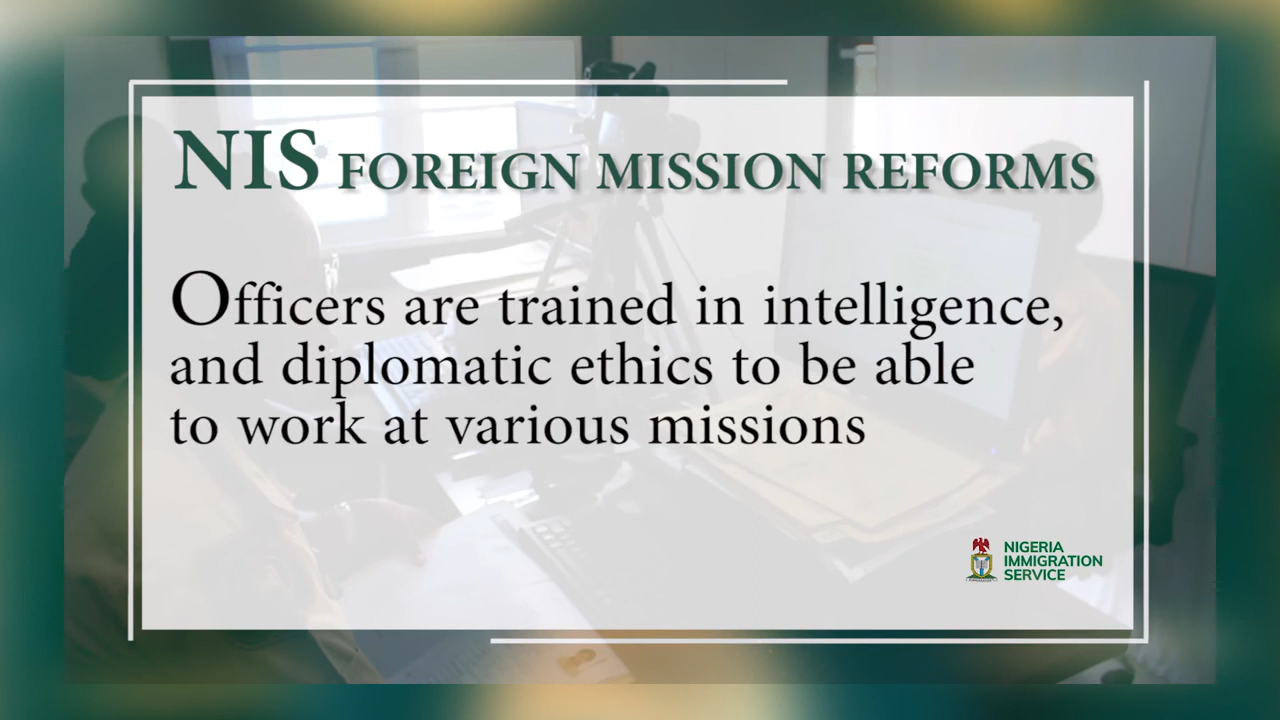 NIS FOREIGN MISSION REFORMS
Officers are trained in intelligence,
and diplomatic ethics to be able
to work at various missions
NIGERIA
IMMIGRATION
SERVICE